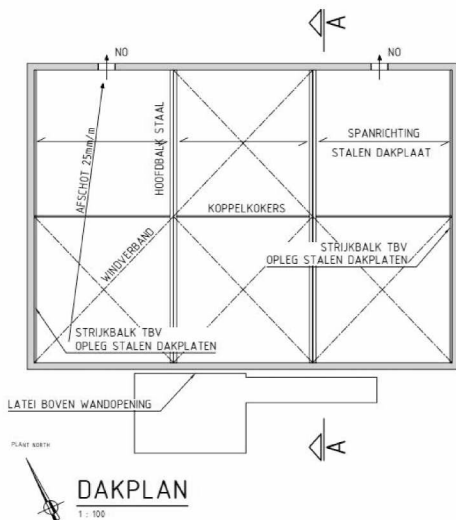 A
NO
NO
AFSCHOT 25mm/m
HOOFDBALK STAAL
SPANRICHTING
STALEN DAKPLAAT
KOPPELKOKERS
WINDVERBAND
STRIJKBALK TBV
OPLEG STALEN DAKPLATEN
STRIJKBALK TBV
OPLEG STALEN DAKPLATEN
LATEI BOVEN WANDOPENING
A
PLANT NORTH
DAKPLAN
1 : 100